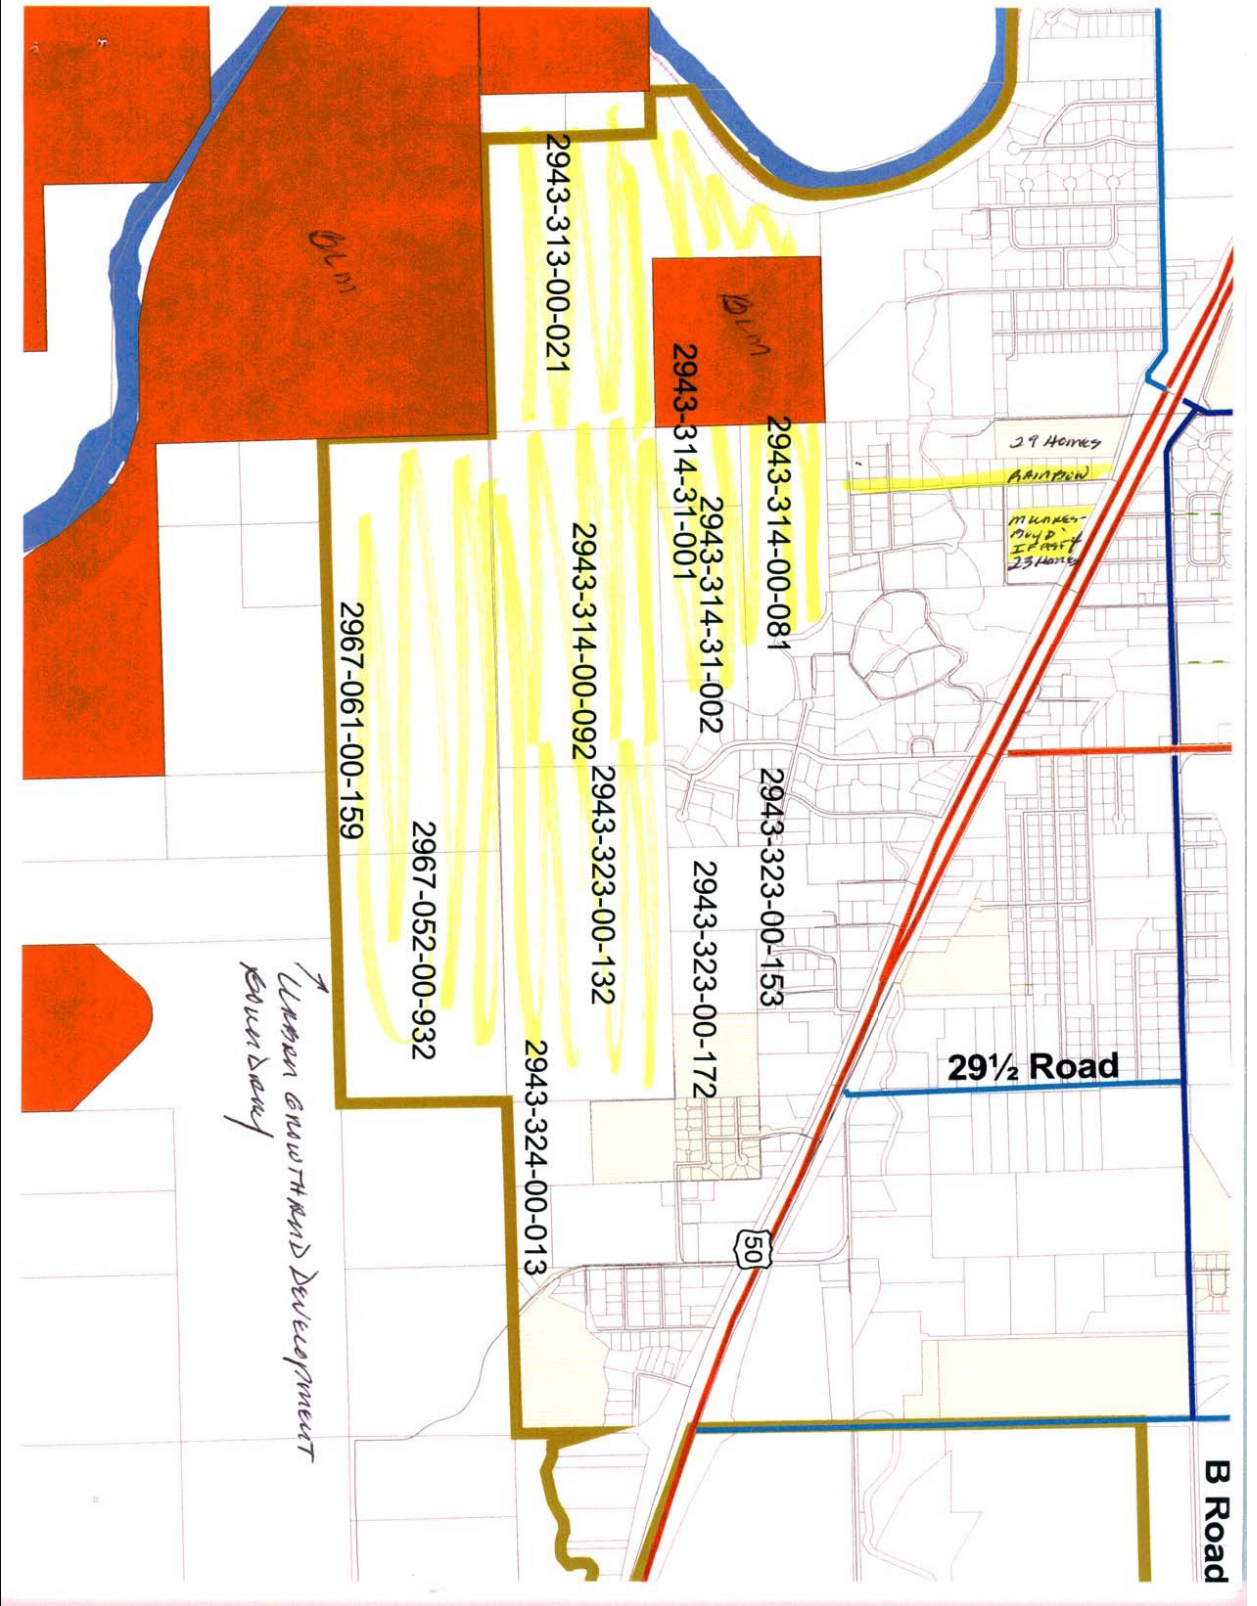 B Road
29½ Road
50
29 Homes
RAINBOW
23 Homes
BLM
BLM
2943-313-00-021
2943-314-00-081
2943-314-31-001
2943-314-31-002
2943-314-00-092
2943-323-00-153
2943-323-00-172
2943-323-00-132
2943-324-00-013
2967-061-00-159
2967-052-00-932
↑ URBAN GROWTH AND DEVELOPMENT
BOUNDARY